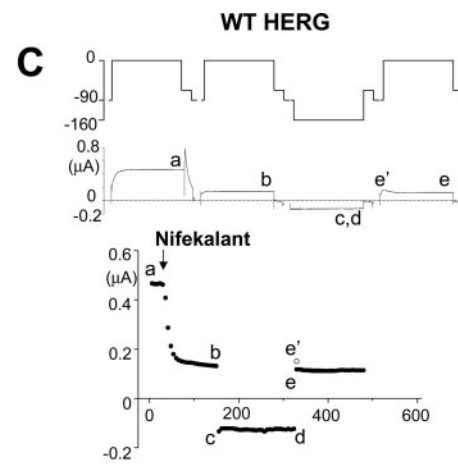 WT HERG
C
0
-90
-160
0.8
(μA)
0
-0.2
a
b
c,d
e'
e
Nifekalant
0.6
(μA)
0.4
0.2
0
-0.2
a
b
c
d
e'
e
0 200 400 600